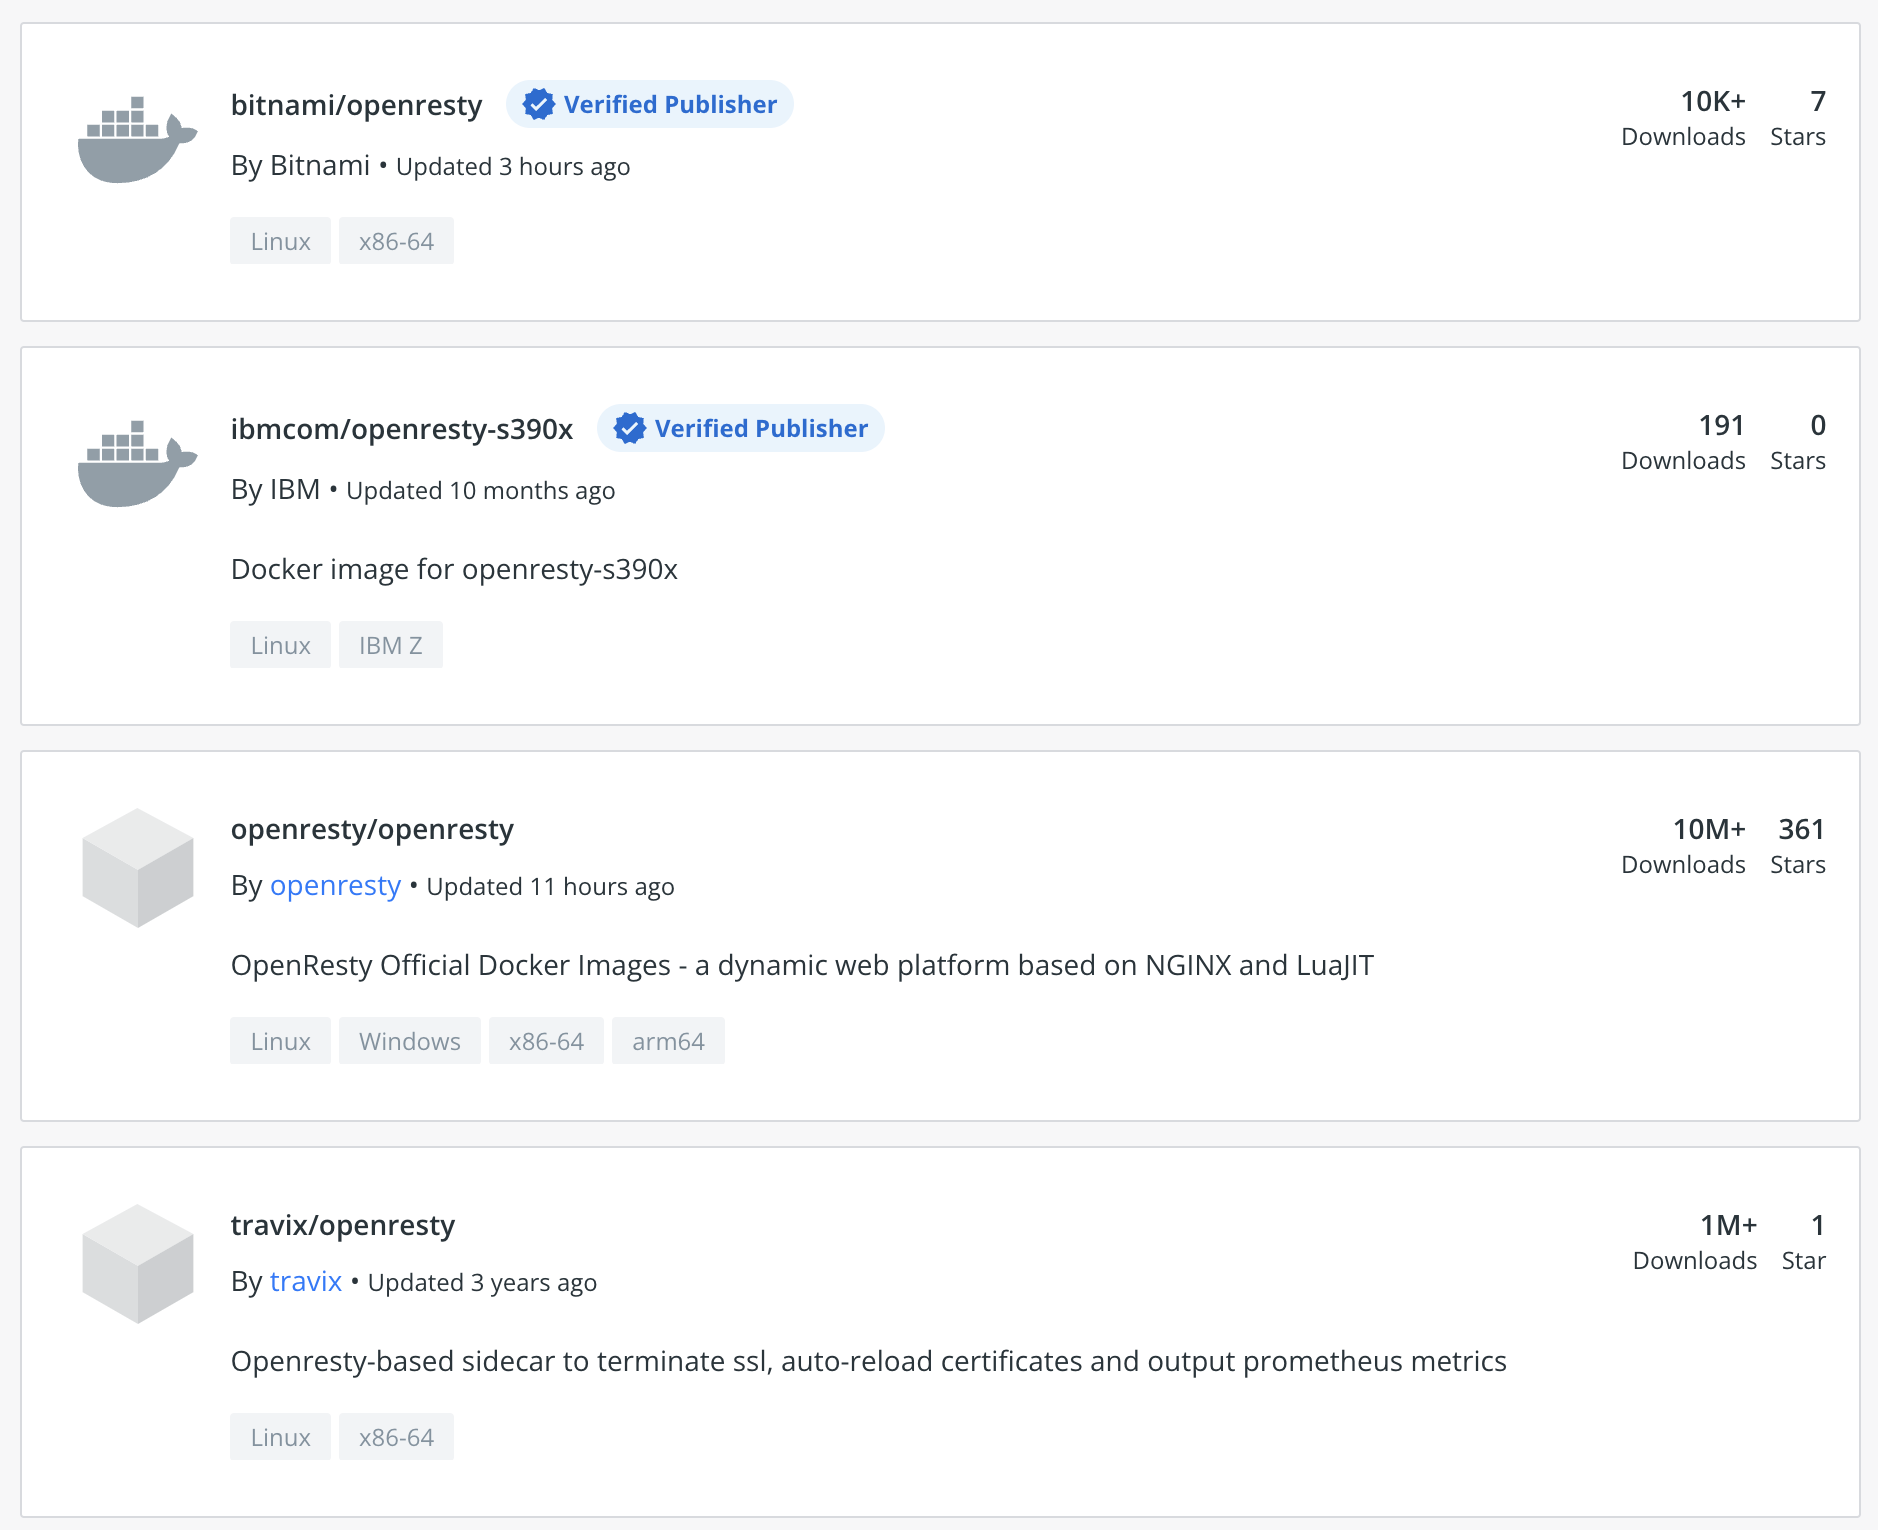 bitnami/openresty Verified Publisher 10K+ 7
Downloads Stars
By Bitnami • Updated 3 hours ago
Linux x86-64
ibmcom/openresty-s390x Verified Publisher 191 0
Downloads Stars
By IBM • Updated 10 months ago
Docker image for openresty-s390x
Linux IBM Z
openresty/openresty 10M+ 361
Downloads Stars
By openresty • Updated 11 hours ago
OpenResty Official Docker Images - a dynamic web platform based on NGINX and LuaJIT
Linux Windows x86-64 arm64
travix/openresty 1M+ 1
Downloads Star
By travix • Updated 3 years ago
Openresty-based sidecar to terminate ssl, auto-reload certificates and output prometheus metrics
Linux x86-64